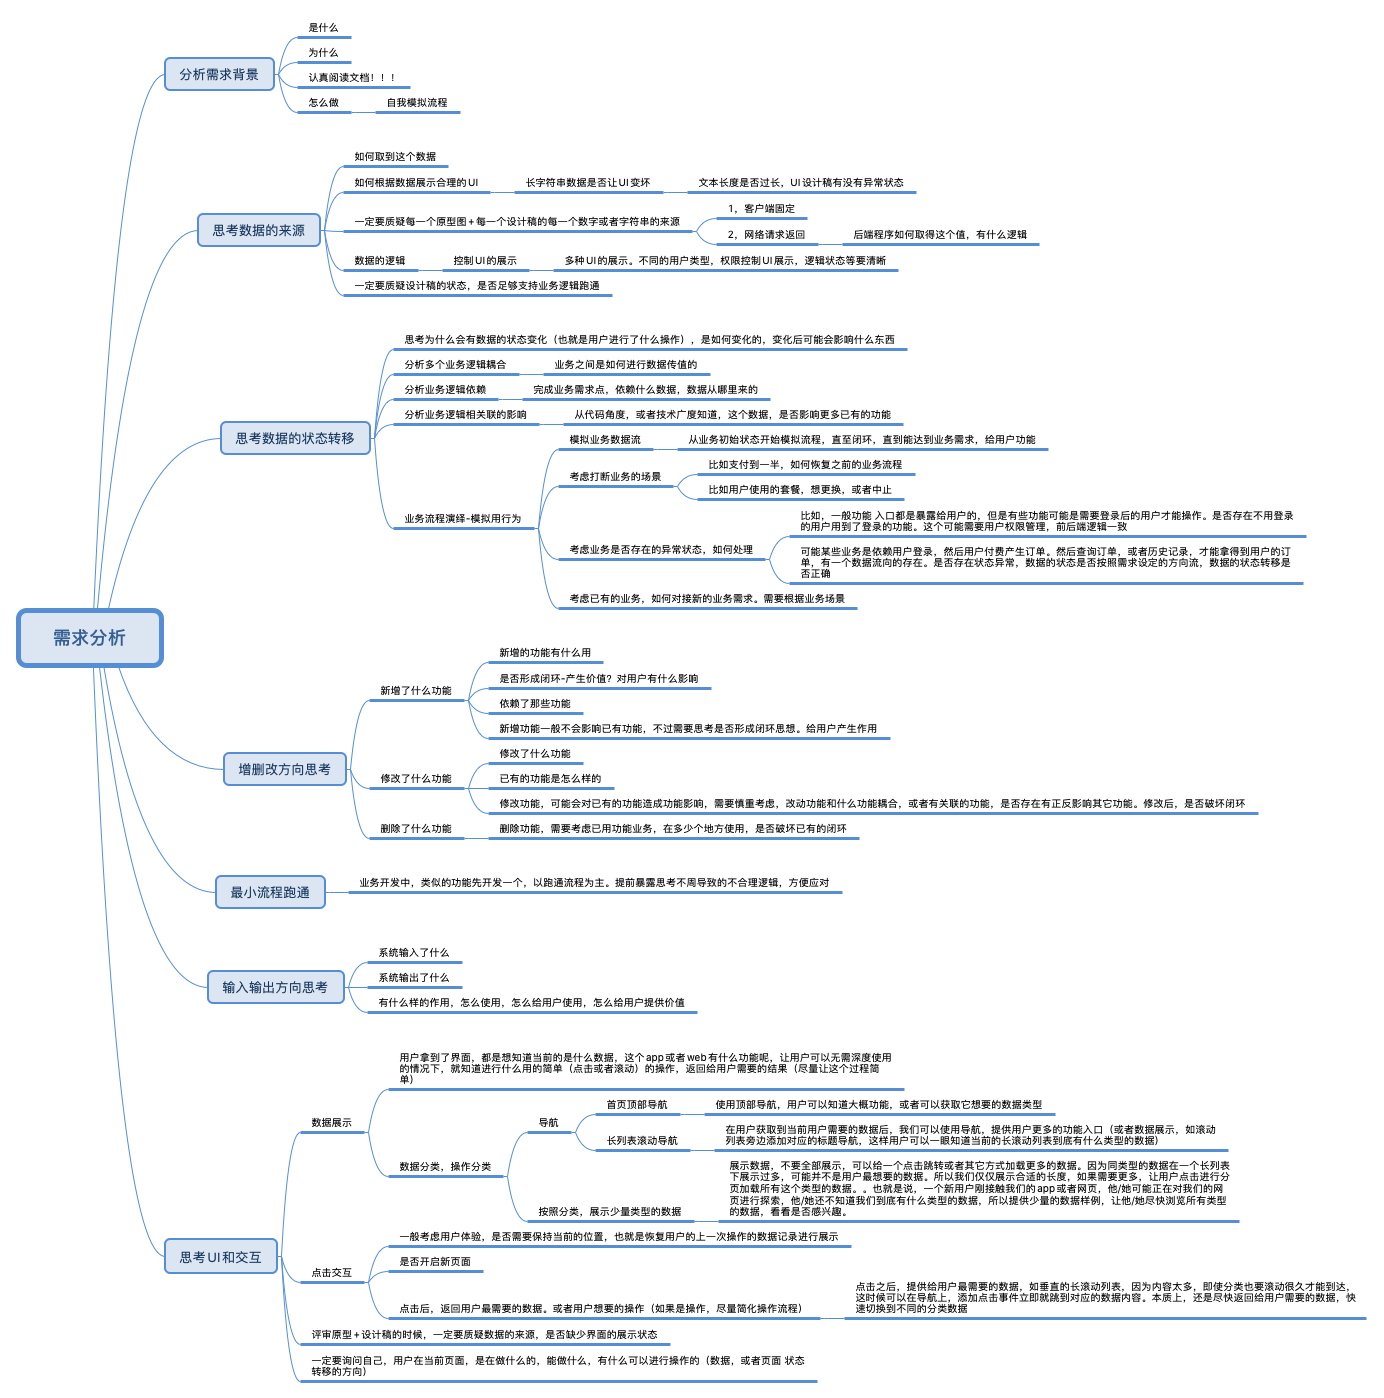 需求分析
分析需求背景
是什么
为什么
认真阅读文档！！！
怎么做
自我模拟流程
思考数据的来源
如何取到这个数据
如何根据数据展示合理的UI
长字符串数据是否让UI变坏
文本长度是否过长，UI设计稿有没有异常状态
一定要质疑每一个原型图+每一个设计稿的每一个数字或者字符串的来源
1，客户端固定
2，网络请求返回
后端程序如何取得这个值，有什么逻辑
数据的逻辑
控制UI的展示
多种UI的展示。不同的用户类型，权限控制UI展示，逻辑状态等要清晰
一定要质疑设计稿的状态，是否足够支持业务逻辑跑通
思考数据的状态转移
思考为什么会有数据的状态变化（也就是用户进行了什么操作），是如何变化的，变化后可能会影响什么东西
分析多个业务逻辑耦合
业务之间是如何进行数据传值的
分析业务逻辑依赖
完成业务需求点，依赖什么数据，数据从哪里来的
分析业务逻辑相关联的影响
从代码角度，或者技术广度知道，这个数据，是否影响更多已有的功能
业务流程演绎-模拟用行为
模拟业务数据流
从业务初始状态开始模拟流程，直至闭环，直到能达到业务需求，给用户功能
考虑打断业务的场景
比如支付到一半，如何恢复之前的业务流程
比如用户使用的套餐，想更换，或者中止
考虑业务是否存在的异常状态，如何处理
比如，一般功能 入口都是暴露给用户的，但是有些功能可能是需要登录后的用户才能操作。是否存在不用登录
的用户用到了登录的功能。这个可能需要用户权限管理，前后端逻辑一致
可能某些业务是依赖用户登录，然后用户付费产生订单。然后查询订单，或者历史记录，才能拿得到用户的订
单，有一个数据流向的存在。是否存在状态异常，数据的状态是否按照需求设定的方向流，数据的状态转移是
否正确
考虑已有的业务，如何对接新的业务需求。需要根据业务场景
增删改方向思考
新增了什么功能
新增的功能有什么用
是否形成闭环-产生价值？对用户有什么影响
依赖了那些功能
新增功能一般不会影响已有功能，不过需要思考是否形成闭环思想。给用户产生作用
修改了什么功能
修改了什么功能
已有的功能是怎么样的
修改功能，可能会对已有的功能造成功能影响，需要慎重考虑，改动功能和什么功能耦合，或者有关联的功能，是否存在有正反影响其它功能。修改后，是否破坏闭环
删除了什么功能
删除功能，需要考虑已用功能业务，在多少个地方使用，是否破坏已有的闭环
最小流程跑通
业务开发中，类似的功能先开发一个，以跑通流程为主。提前暴露思考不周导致的不合理逻辑，方便应对
输入输出方向思考
系统输入了什么
系统输出了什么
有什么样的作用，怎么使用，怎么给用户使用，怎么给用户提供价值
思考UI和交互
数据展示
用户拿到了界面，都是想知道当前的是什么数据，这个app或者web有什么功能呢，让用户可以无需深度使用
的情况下，就知道进行什么用的简单（点击或者滚动）的操作，返回给用户需要的结果（尽量让这个过程简
单）
数据分类，操作分类
导航
首页顶部导航
使用顶部导航，用户可以知道大概功能，或者可以获取它想要的数据类型
长列表滚动导航
在用户获取到当前用户需要的数据后，我们可以使用导航，提供用户更多的功能入口（或者数据展示，如滚动
列表旁边添加对应的标题导航，这样用户可以一眼知道当前的长滚动列表到底有什么类型的数据）
按照分类，展示少量类型的数据
展示数据，不要全部展示，可以给一个点击跳转或者其它方式加载更多的数据。因为同类型的数据在一个长列表
下展示过多，可能并不是用户最想要的数据。所以我们仅仅展示合适的长度，如果需要更多，让用户点击进行分
页加载所有这个类型的数据。。也就是说，一个新用户刚接触我们的app或者网页，他/她可能正在对我们的网
页进行探索，他/她还不知道我们到底有什么类型的数据，所以提供少量的数据样例，让他/她尽快浏览所有类型
的数据，看看是否感兴趣。
点击交互
一般考虑用户体验，是否需要保持当前的位置，也就是恢复用户的上一次操作的数据记录进行展示
是否开启新页面
点击后，返回用户最需要的数据。或者用户想要的操作（如果是操作，尽量简化操作流程）
点击之后，提供给用户最需要的数据，如垂直的长滚动列表，因为内容太多，即使分类也要滚动很久才能到达，
这时候可以在导航上，添加点击事件立即就跳到对应的数据内容。本质上，还是尽快返回给用户需要的数据，快
速切换到不同的分类数据
评审原型+设计稿的时候，一定要质疑数据的来源，是否缺少界面的展示状态
一定要询问自己，用户在当前页面，是在做什么的，能做什么，有什么可以进行操作的（数据，或者页面 状态
转移的方向）